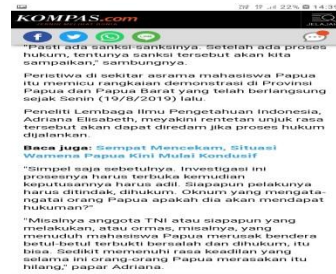 22% 14:31
KOMPAS.com
JELAJAH
"Pasti ada sanksi-sanksinya. Setelah ada proses
hukum, tentunya sanksi tersebut akan kita
sampaikan," sambungnya.
Peristiwa di sekitar asrama mahasiswa Papua
itu memicu rangkaian demonstrasi di Provinsi
Papua dan Papua Barat yang telah berlangsung
sejak Senin (19/8/2019) lalu.
Peneliti Lembaga Ilmu Pengetahuan Indonesia,
Adriana Elisabeth, meyakini rentetan unjuk rasa
tersebut akan dapat diredam jika proses hukum
dijalankan.
Baca juga: Sempat Mencekam, Situasi
Wamena Papua Kini Mulai Kondusif
"Simpel saja sebetulnya. Investigasi ini
prosesnya harus terbuka kemudian
keputusannya harus adil. Siapapun pelakunya
harus ditindak, dihukum. Oknum yang mengata-
ngatai orang Papua apakah dia akan mendapat
hukuman?"
"Misalnya anggota TNI atau siapapun yang
melakukan, atau ormas, misalnya, yang
menuduh mahasiswa Papua merusak bendera
betul-betul terbukti bersalah dan dihukum, itu
bisa. Sedikit memenuhi rasa keadilan yang
selama ini orang-orang Papua merasakan itu
hilang," papar Adriana.